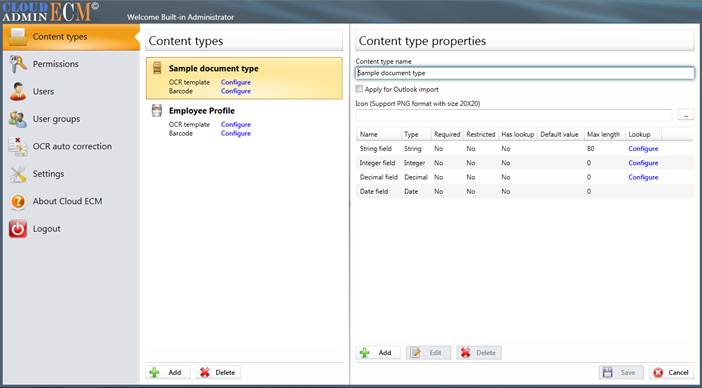 CLOUD
ADMIN ECM©
Welcome Built-in Administrator
Content types
Permissions
Users
User groups
OCR auto correction
Settings
About Cloud ECM
Logout
Content types
Sample document type
OCR template Configure
Barcode Configure
Employee Profile
OCR template Configure
Barcode Configure
Add Delete
Content type properties
Content type name
Sample document type
Apply for Outlook import
Icon (Support PNG format with size 20X20)
...
Name Type Required Restricted Has lookup Default value Max length Lookup
String field String No No No 80 Configure
Integer field Integer No No No 0 Configure
Decimal field Decimal No No No 0 Configure
Date field Date No No No 0
Add Edit Delete
Save Cancel